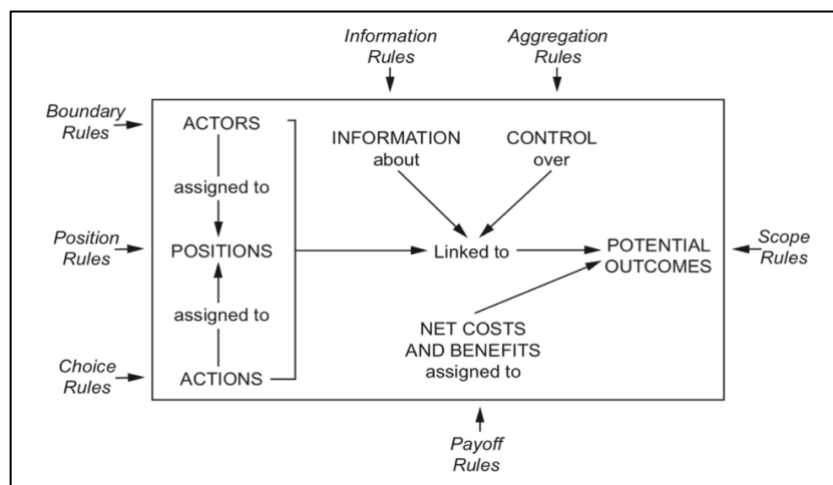 Information
Rules
Aggregation
Rules
Boundary
Rules
ACTORS
INFORMATION
about
CONTROL
over
assigned to
Position
Rules
POSITIONS
Linked to
POTENTIAL
OUTCOMES
Scope
Rules
assigned to
NET COSTS
AND BENEFITS
assigned to
Choice
Rules
ACTIONS
Payoff
Rules